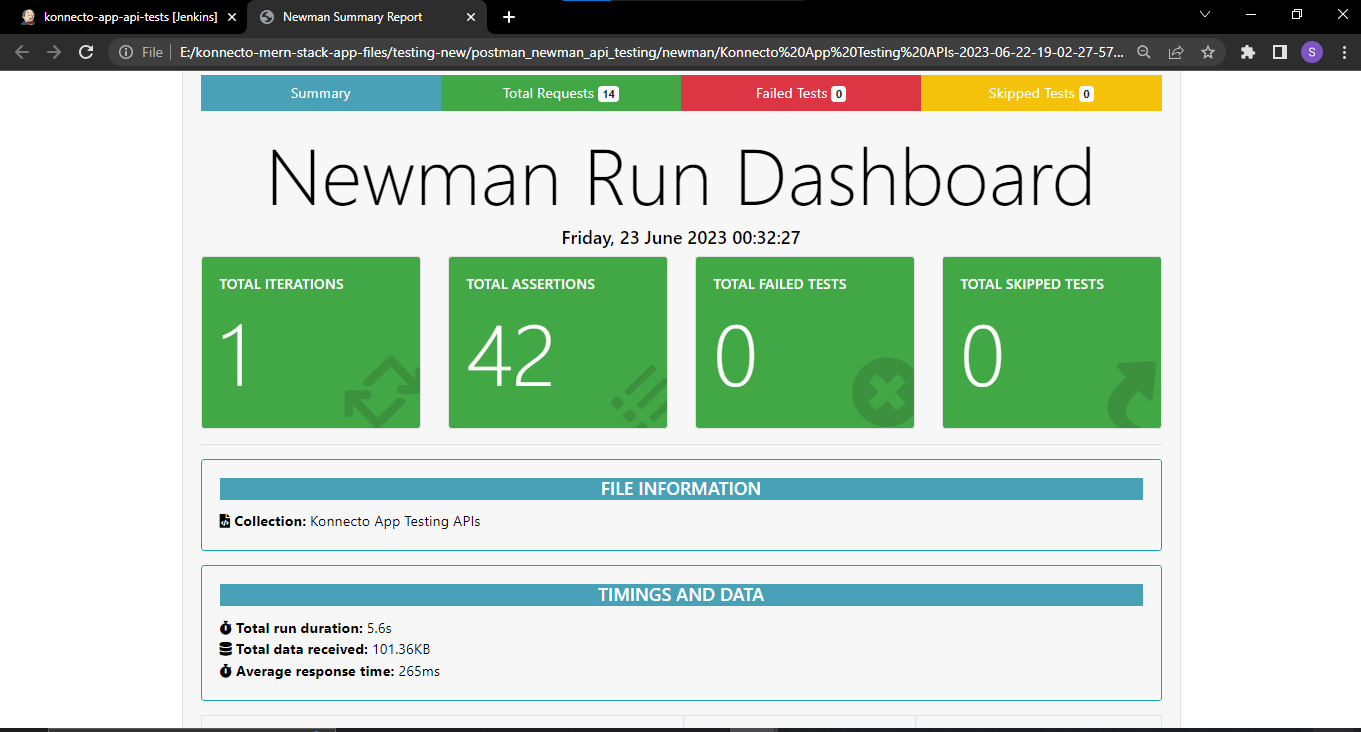 konnecto-app-api-tests [Jenkins]
Newman Summary Report
File
E:/konnecto-mern-stack-app-files/testing-new/postman_newman_api_testing/newman/Konnecto%20App%20Testing%20APIs-2023-06-22-19-02-27-57...
S
Summary
Total Requests 14
Failed Tests 0
Skipped Tests 0
Newman Run Dashboard
Friday, 23 June 2023 00:32:27
TOTAL ITERATIONS
1
TOTAL ASSERTIONS
42
TOTAL FAILED TESTS
0
TOTAL SKIPPED TESTS
0
FILE INFORMATION
Collection: Konnecto App Testing APIs
TIMINGS AND DATA
Total run duration: 5.6s
Total data received: 101.36KB
Average response time: 265ms